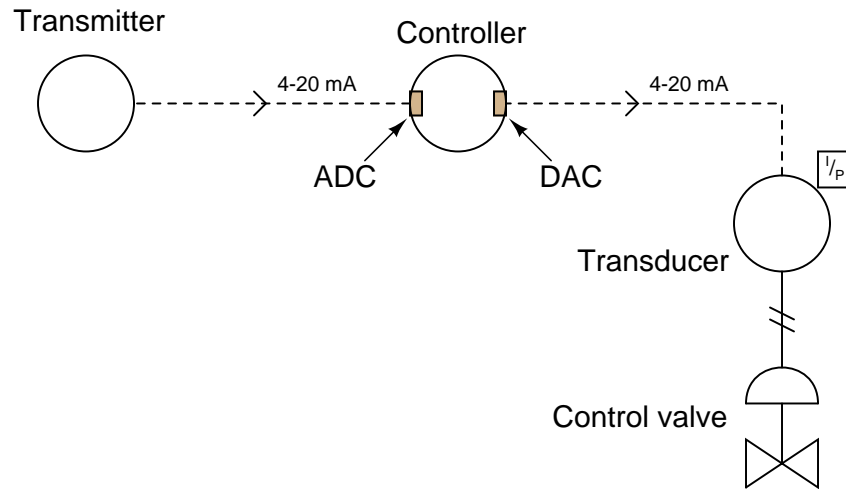 Transmitter
Controller
4-20 mA
4-20 mA
ADC
DAC
I/P
Transducer
Control valve